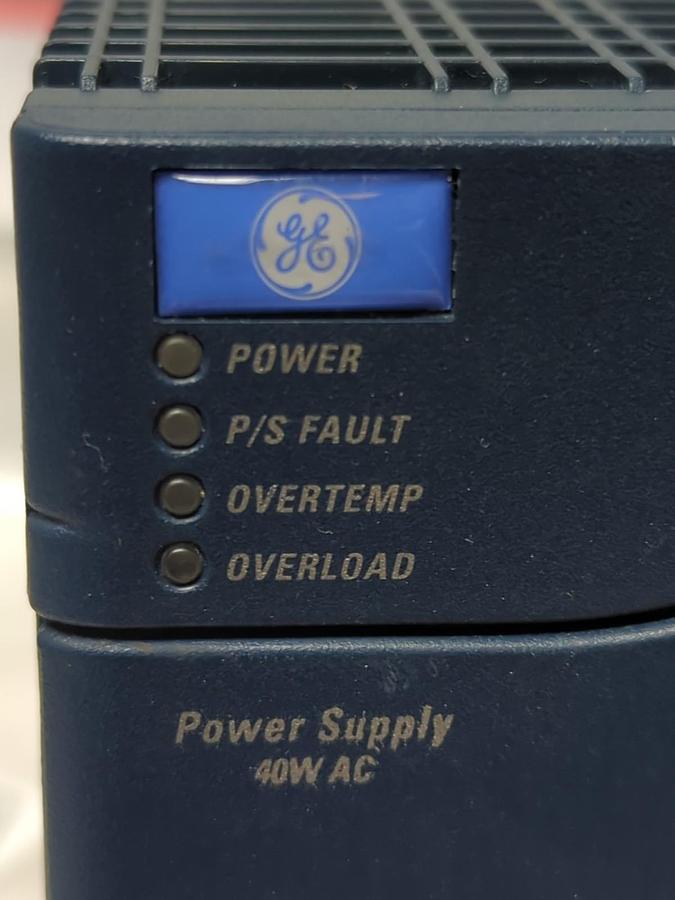 GE
POWER
P/S FAULT
OVERTEMP
OVERLOAD
Power Supply
40W AC